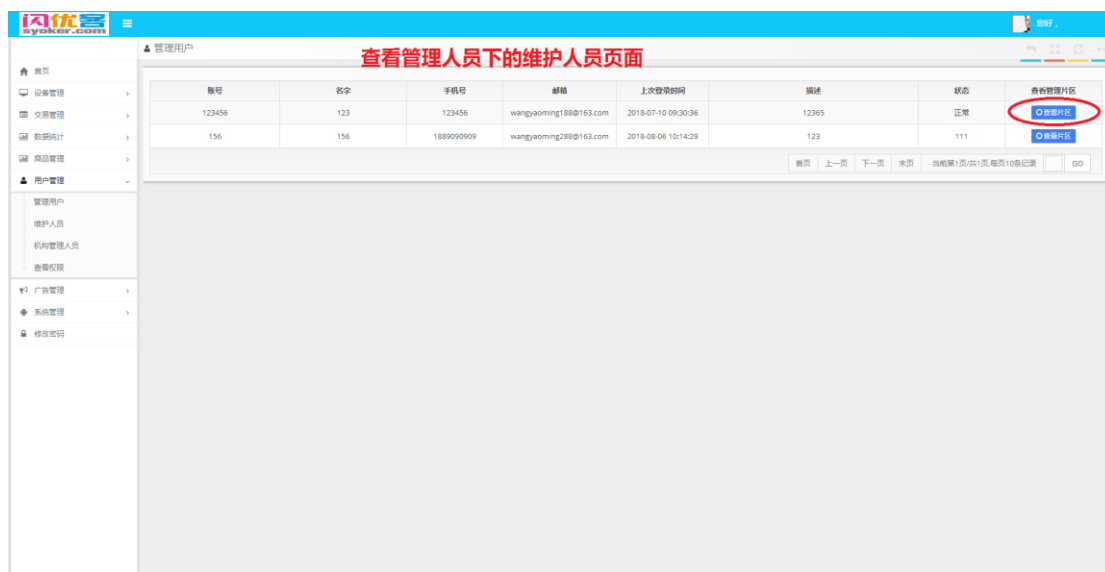 闪优客
syoker.com
您好，
管理用户
查看管理人员下的维护人员页面
首页
设备管理
交易管理
数据统计
商品管理
用户管理
管理用户
维护人员
机构管理人员
查看权限
广告管理
系统管理
修改密码
账号 名字 手机号 邮箱 上次登录时间 描述 状态 查看管理片区
123456 123 123456 wangyaoming188@163.com 2018-07-10 09:30:36 12365 正常 查看片区
156 156 1889090909 wangyaoming288@163.com 2018-08-06 10:14:29 123 111 查看片区
首页 上一页 下一页 末页 当前第1页/共1页,每页10条记录 GO